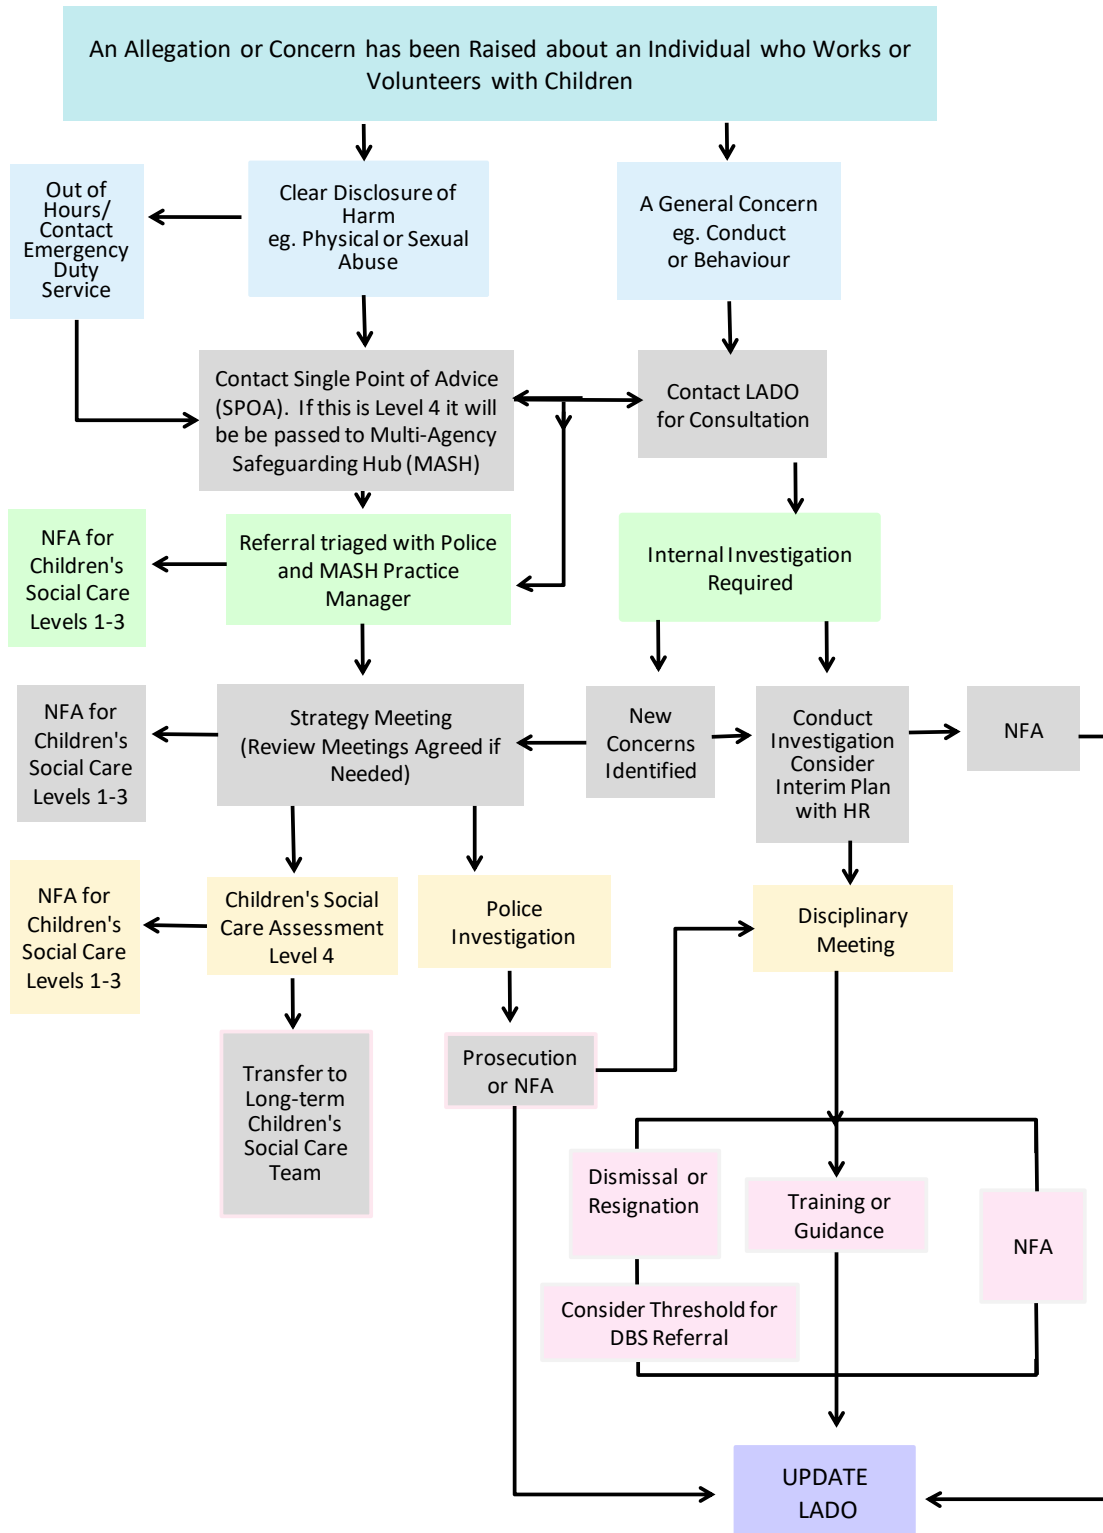 An Allegation or Concern has been Raised about an Individual who Works or
Volunteers with Children
Out of
Hours/
Contact
Emergency
Duty
Service
Clear Disclosure of
Harm
eg. Physical or Sexual
Abuse
A General Concern
eg. Conduct
or Behaviour
Contact Single Point of Advice
(SPOA). If this is Level 4 it will
be be passed to Multi-Agency
Safeguarding Hub (MASH)
Contact LADO
for Consultation
NFA for
Children's
Social Care
Levels 1-3
Referral triaged with Police
and MASH Practice
Manager
Internal Investigation
Required
NFA for
Children's
Social Care
Levels 1-3
Strategy Meeting
(Review Meetings Agreed if
Needed)
New
Concerns
Identified
Conduct
Investigation
Consider
Interim Plan
with HR
NFA
NFA for
Children's
Social Care
Levels 1-3
Children's Social
Care Assessment
Level 4
Police
Investigation
Disciplinary
Meeting
Transfer to
Long-term
Children's
Social Care
Team
Prosecution
or NFA
Dismissal or
Resignation
Training or
Guidance
NFA
Consider Threshold for
DBS Referral
UPDATE
LADO